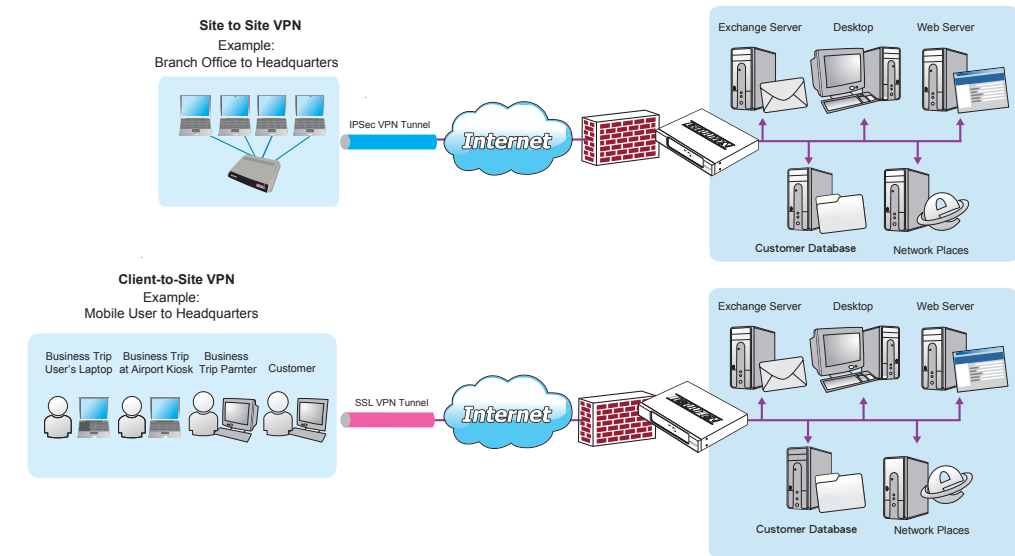 Site to Site VPN
Example:
Branch Office to Headquarters
IPSec VPN Tunnel
Internet
Exchange Server
Desktop
Web Server
Customer Database
Network Places
Client-to-Site VPN
Example:
Mobile User to Headquarters
Business Trip
User's Laptop
Business Trip
at Airport Kiosk
Business
Trip Parnter
Customer
SSL VPN Tunnel
Internet
Exchange Server
Desktop
Web Server
Customer Database
Network Places